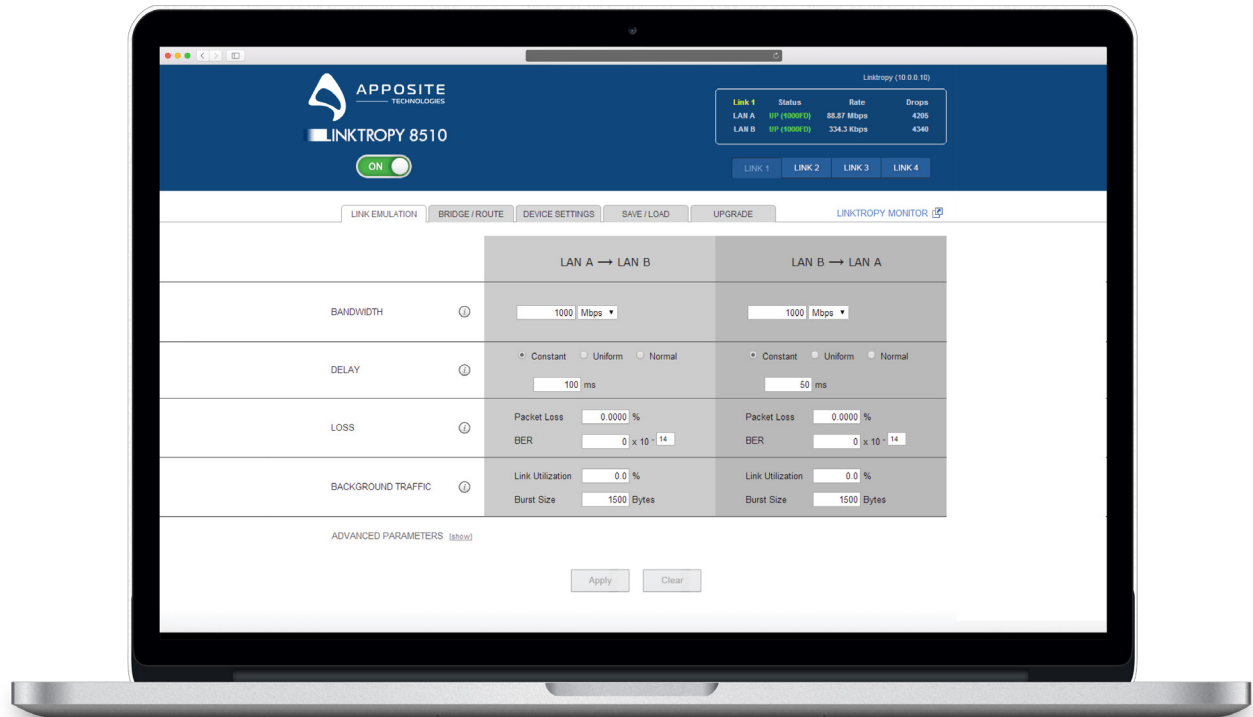 Linktropy (10.0.0.10)
APPOSITE
TECHNOLOGIES
LINKTROPY 8510
ON
Link 1 Status Rate Drops
LAN A UP (1000FD) 88.87 Mbps 4205
LAN B UP (1000FD) 334.3 Kbps 4340
LINK 1 LINK 2 LINK 3 LINK 4
LINK EMULATION BRIDGE / ROUTE DEVICE SETTINGS SAVE / LOAD UPGRADE LINKTROPY MONITOR
LAN A → LAN B LAN B → LAN A
BANDWIDTH i 1000 Mbps 1000 Mbps
Constant Uniform Normal Constant Uniform Normal
DELAY i
100 ms 50 ms
Packet Loss 0.0000 % Packet Loss 0.0000 %
LOSS i
BER 0 x 10 - 14 BER 0 x 10 - 14
Link Utilization 0.0 % Link Utilization 0.0 %
BACKGROUND TRAFFIC i
Burst Size 1500 Bytes Burst Size 1500 Bytes
ADVANCED PARAMETERS [show]
Apply Clear